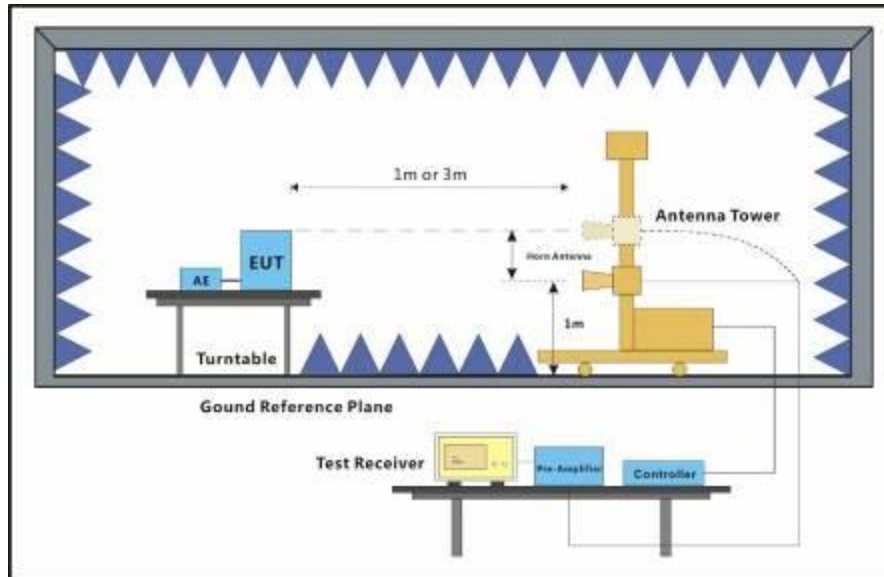 1m or 3m
Antenna Tower
Horn Antenna
EUT
AE
1m
Turntable
Gound Reference Plane
Test Receiver
Pre-Amplifier
Controller